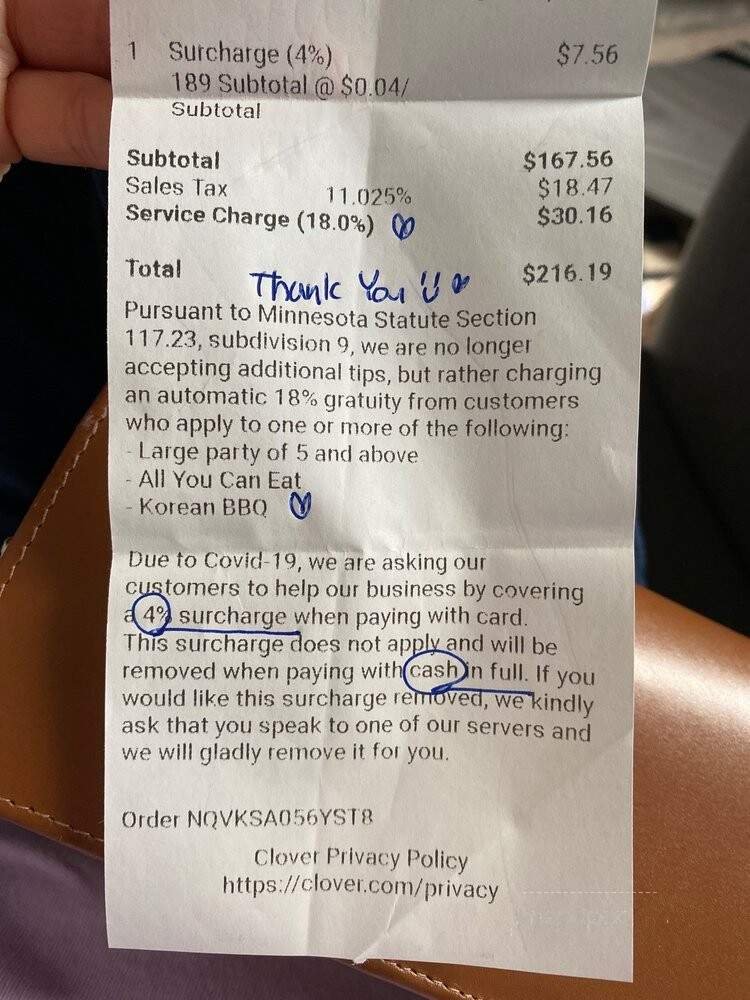 1 Surcharge (4%) $7.56
189 Subtotal @ $0.04/
Subtotal
Subtotal $167.56
Sales Tax 11.025% $18.47
Service Charge (18.0%) $30.16
Total $216.19
Thank You
Pursuant to Minnesota Statute Section
117.23, subdivision 9, we are no longer
accepting additional tips, but rather charging
an automatic 18% gratuity from customers
who apply to one or more of the following:
- Large party of 5 and above
- All You Can Eat
- Korean BBQ
Due to Covid-19, we are asking our
customers to help our business by covering
a 4% surcharge when paying with card.
This surcharge does not apply and will be
removed when paying with cash in full. If you
would like this surcharge removed, we kindly
ask that you speak to one of our servers and
we will gladly remove it for you.
Order NQVKSA056YST8
Clover Privacy Policy
https://clover.com/privacy